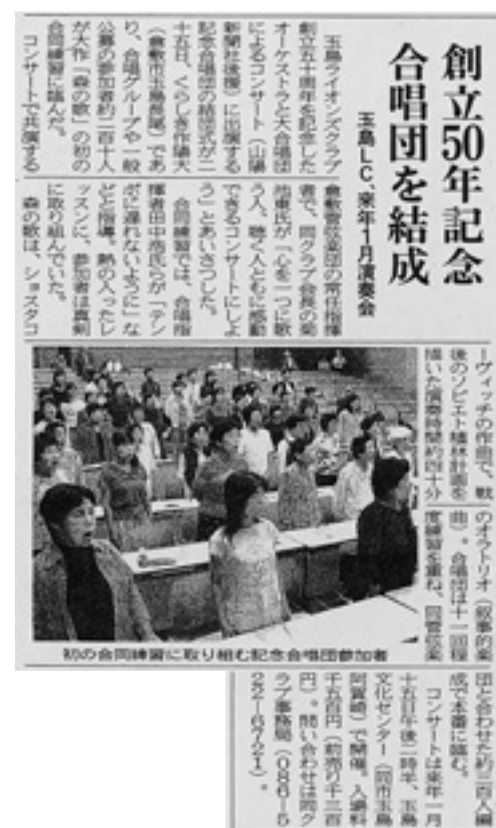 創立50年記念
合唱団を結成
玉島LC、来年1月演奏会
玉島ライオンズクラブ
創立五十周年を記念した
オーケストラと大合唱団
によるコンサート（山陽
新聞社後援）に出演する
記念合唱団の結団式が二
十五日、くらしき作陽大
（倉敷市玉島長尾）であ
り、合唱グループや一般
公募の参加者約二百十人
が大作「森の歌」の初の
合同練習に臨んだ。
コンサートで共演する
倉敷管弦楽団の常任指揮
者で、同クラブ会長の菊
池東氏が「心を一つに歌
う人、聴く人ともに感動
できるコンサートにしよ
う」とあいさつした。
合同練習では、合唱指
揮者田中浩氏らが「テン
ポに遅れないように」な
どと指導。熱の入ったレ
ッスンに、参加者は真剣
に取り組んでいた。
森の歌は、ショスタコ
ーヴィッチの作曲で、戦
後のソビエト植林計画を
描いた演奏時間約四十分
のオラトリオ（叙事的楽
曲）。合唱団は十一回程
度練習を重ね、同管弦楽
初の合同練習に取り組む記念合唱団参加者
団と合わせた約三百人編
成で本番に臨む。
コンサートは来年一月
十五日午後二時半、玉島
文化センター（同市玉島
阿賀崎）で開催。入場料
千五百円（前売り千三百
円）。問い合わせは同ク
ラブ事務局（086―5
22―6721）。